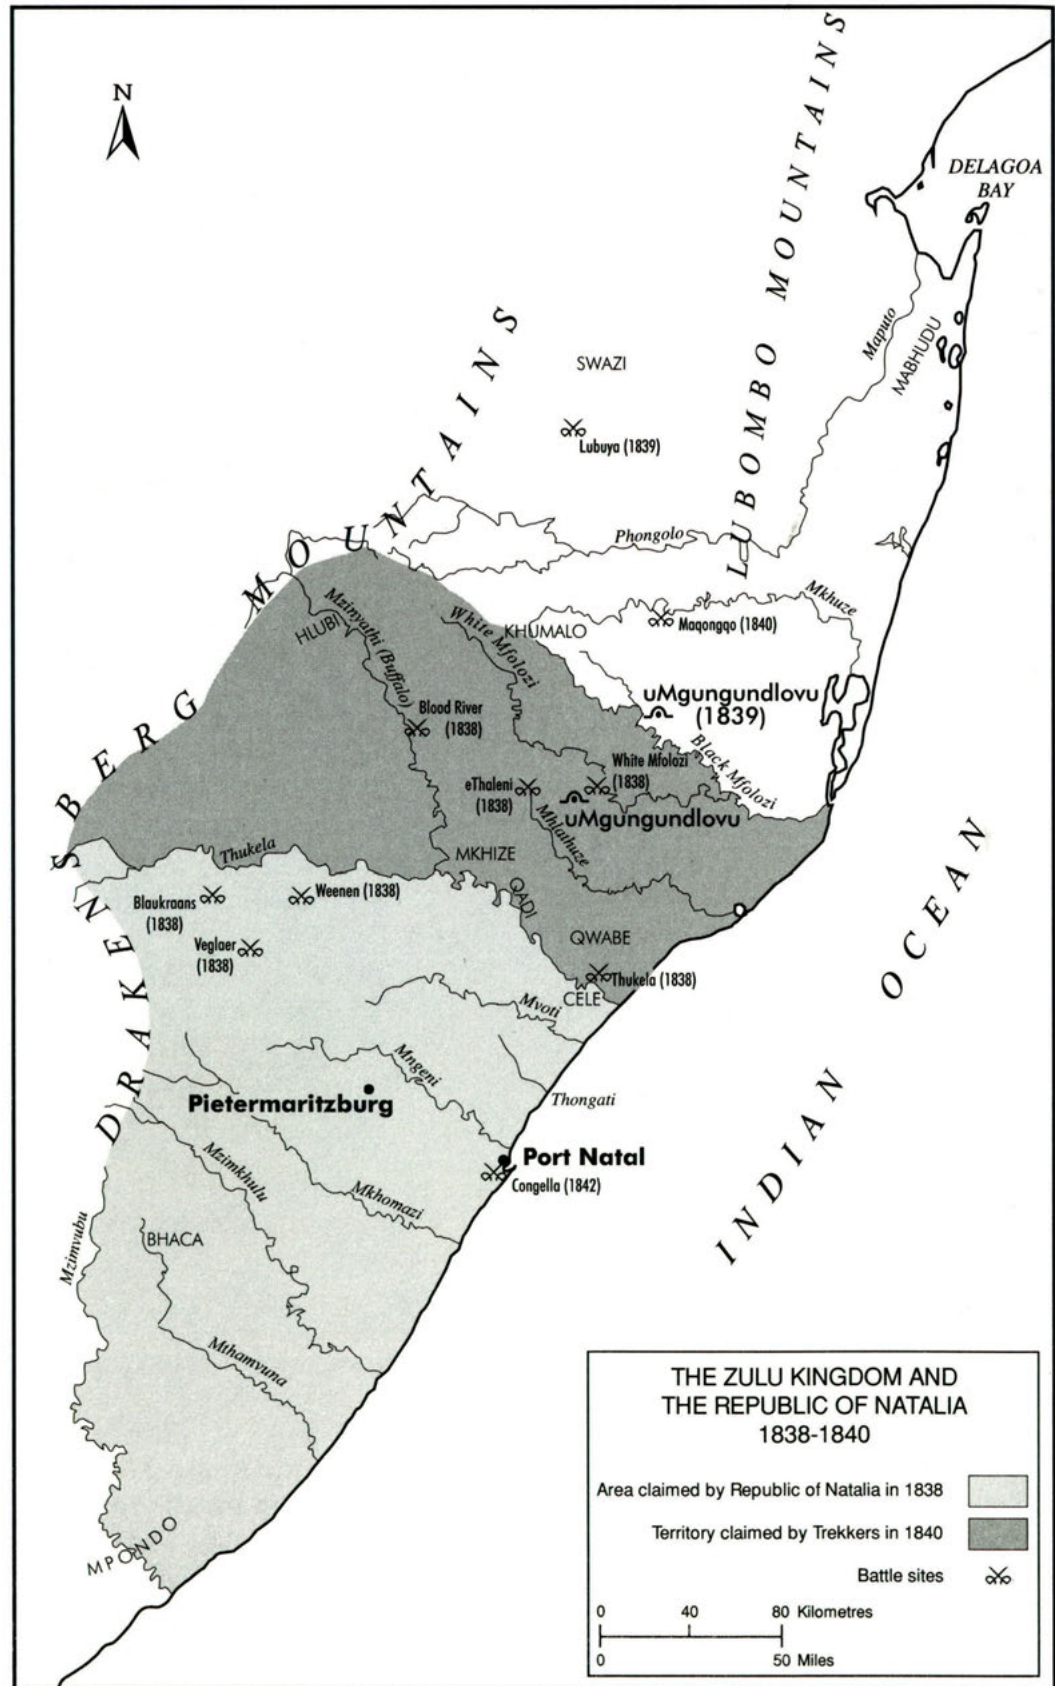 N
DELAGOA
BAY
LUBOMBO MOUNTAINS
DRAKENSBERG MOUNTAINS
SWAZI
Lubuya (1839)
Maputo
MABHUDU
Phongolo
Mkhuze
Maqongqo (1840)
KHUMALO
HLUBI
Mzinyathi (Buffalo)
White Mfolozi
uMgungundlovu
(1839)
Blood River
(1838)
White Mfolozi
(1838)
Black Mfolozi
eThaleni
(1838)
uMgungundlovu
Mhlathuze
MKHIZE
Thukela
QADI
Blaukraans
(1838)
Weenen (1838)
Veglaer
(1838)
QWABE
Thukela (1838)
CELE
Mvoti
Mngeni
Pietermaritzburg
Thongati
Port Natal
Congella (1842)
Mzimkhulu
Mkhomazi
Mzimvubu
BHACA
Mthamvuna
MPONDO
INDIAN OCEAN
THE ZULU KINGDOM AND
THE REPUBLIC OF NATALIA
1838-1840
Area claimed by Republic of Natalia in 1838
Territory claimed by Trekkers in 1840
Battle sites
0 40 80 Kilometres
0 50 Miles